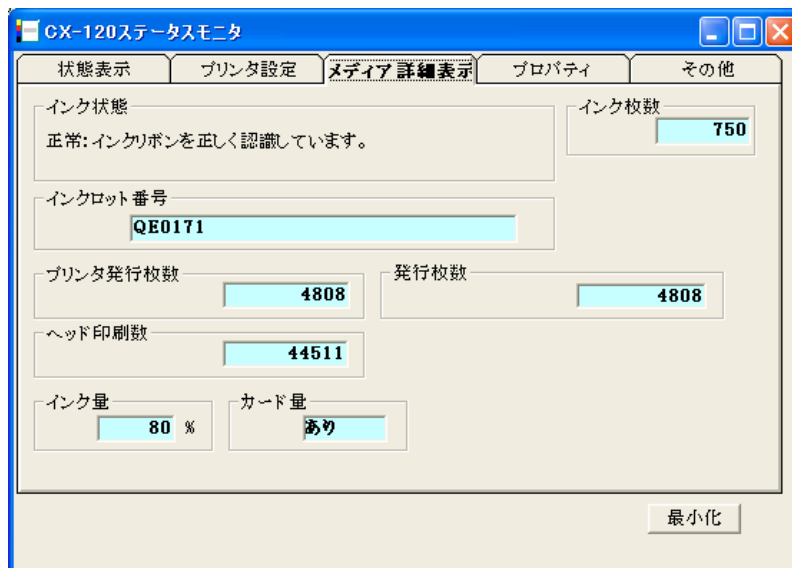 CX-120ステータスモニタ
状態表示 プリンタ設定 メディア詳細表示 プロパティ その他
インク状態 インク枚数
正常:インクリボンを正しく認識しています。 750
インクロット番号
QE0171
プリンタ発行枚数 発行枚数
4808 4808
ヘッド印刷数
44511
インク量 カード量
80 % あり
最小化